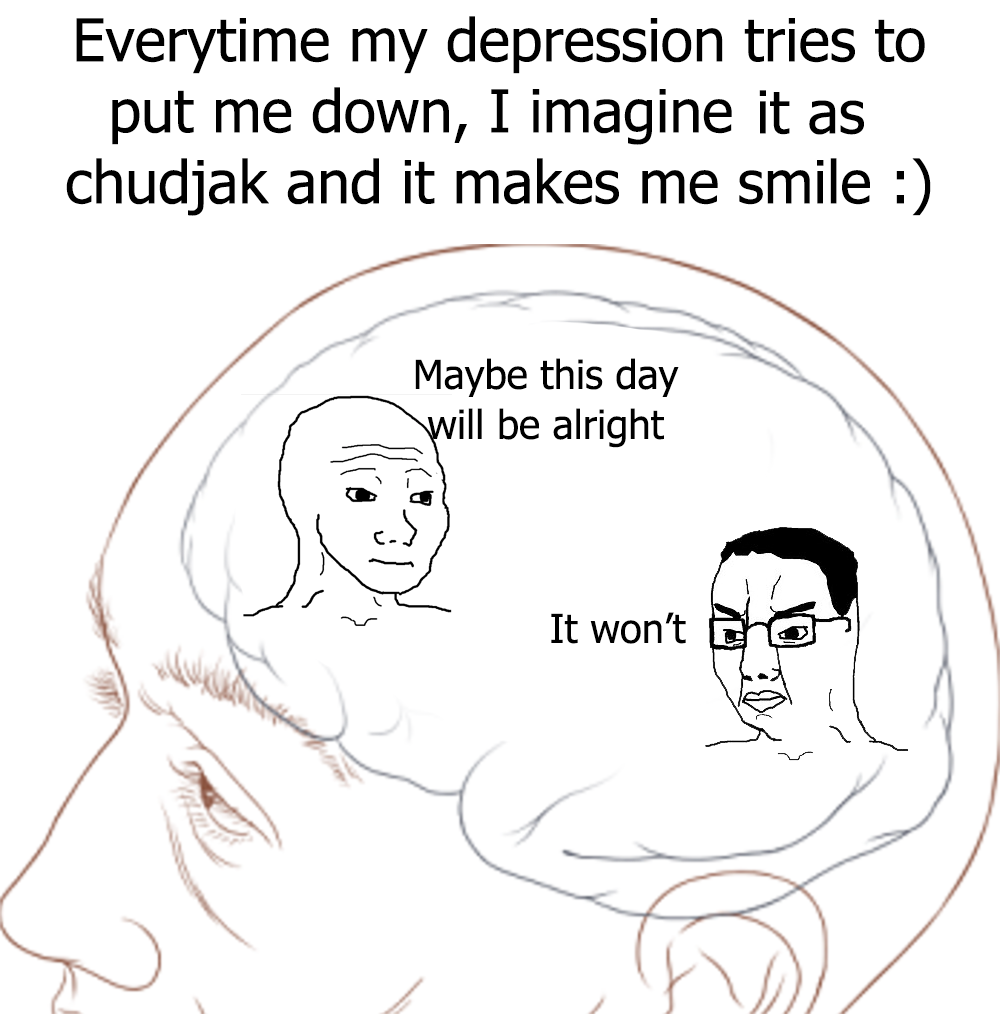 Everytime my depression tries to
put me down, I imagine it as
chudjak and it makes me smile :)
Maybe this day
will be alright
It won't